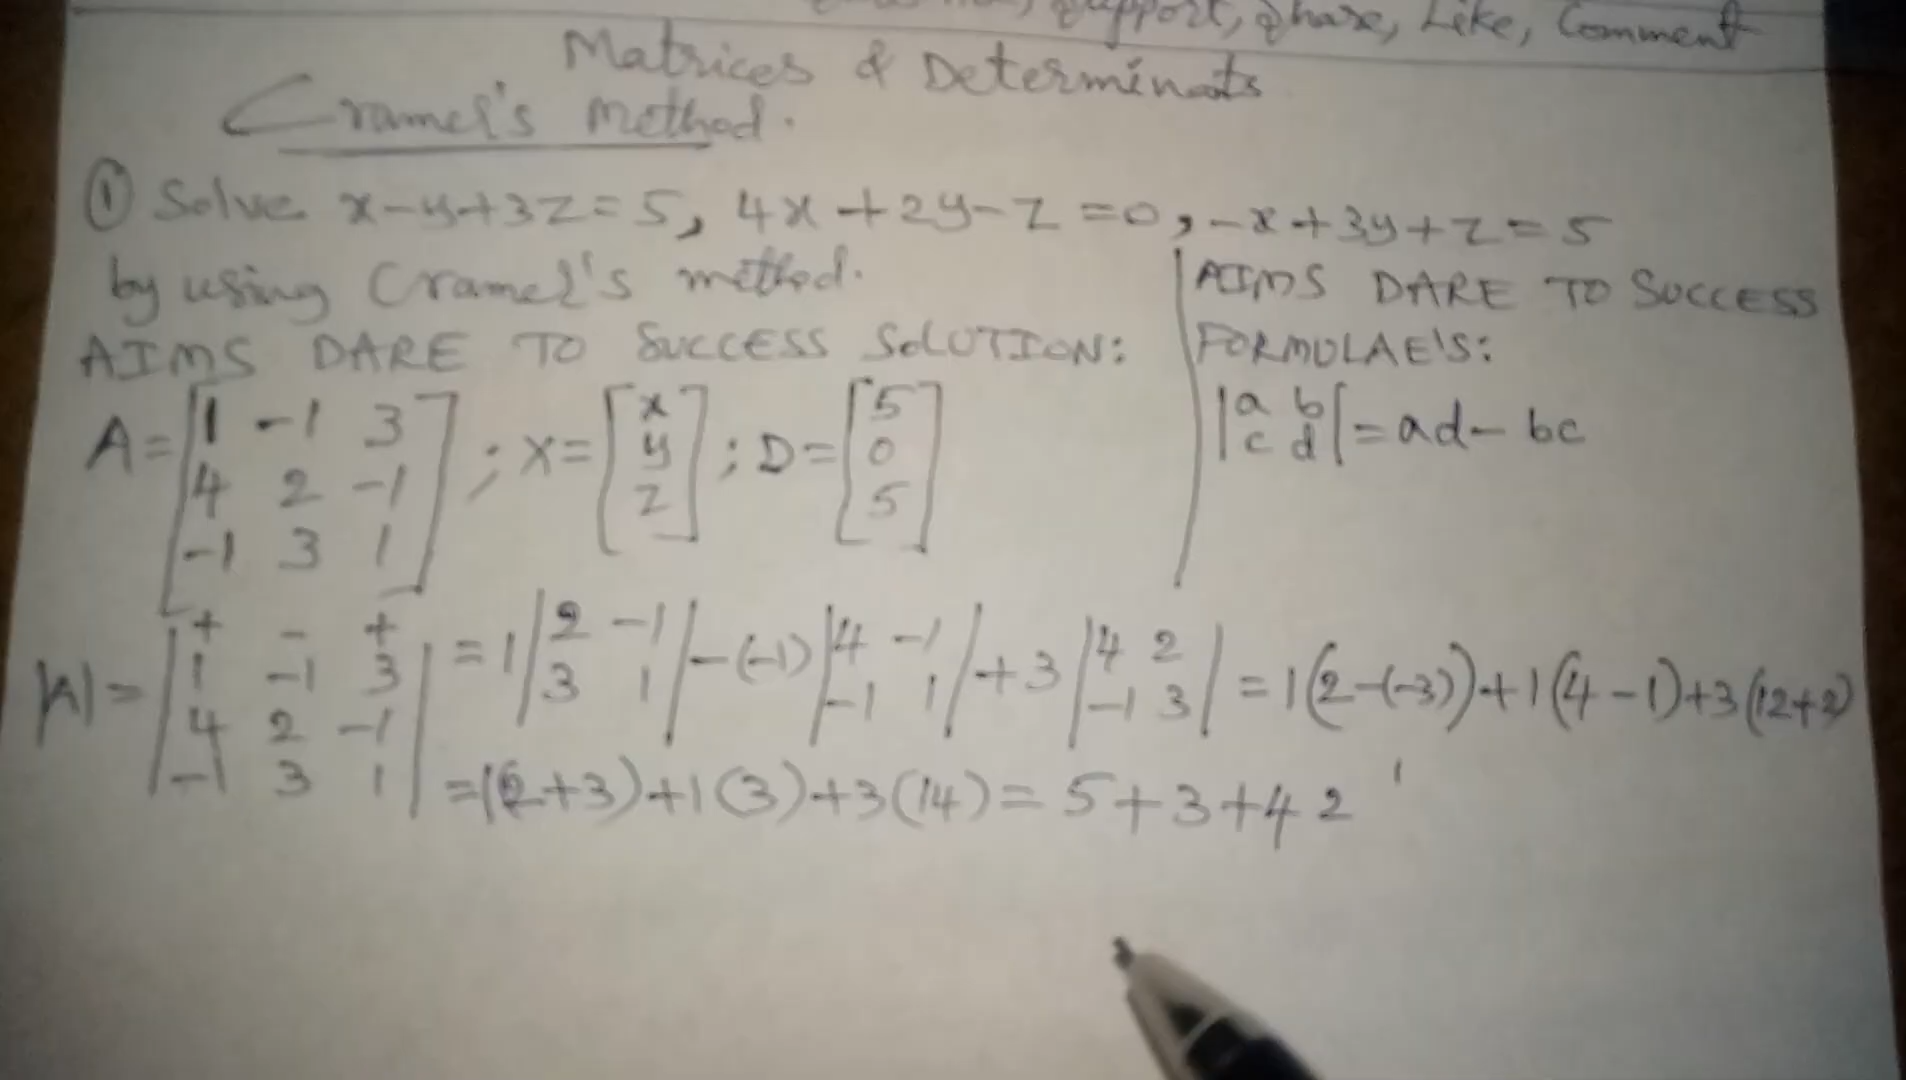 Support, Share, Like, Comment
Matrices & Determinats
Cramel's method.
① Solve x-y+3z=5, 4x+2y-z=0, -x+3y+z=5
by using Cramel's method.
AIMS DARE TO SUCCESS SOLUTION:
AIMS DARE TO SUCCESS
FORMULAE'S:
|a b|
|c d| = ad - bc
A = [1 -1 3] ; X = [x] ; D = [5]
[4 2 -1] [y] [0]
[-1 3 1] [z] [5]
+ - +
|A| = |1 -1 3| = 1|2 -1| -(-1)|4 -1| +3|4 2| = 1(2-(-3))+1(4-1)+3(12+2)
|4 2 -1| |3 1| |-1 1| |-1 3|
|-1 3 1| =1(2+3)+1(3)+3(14)= 5+3+42